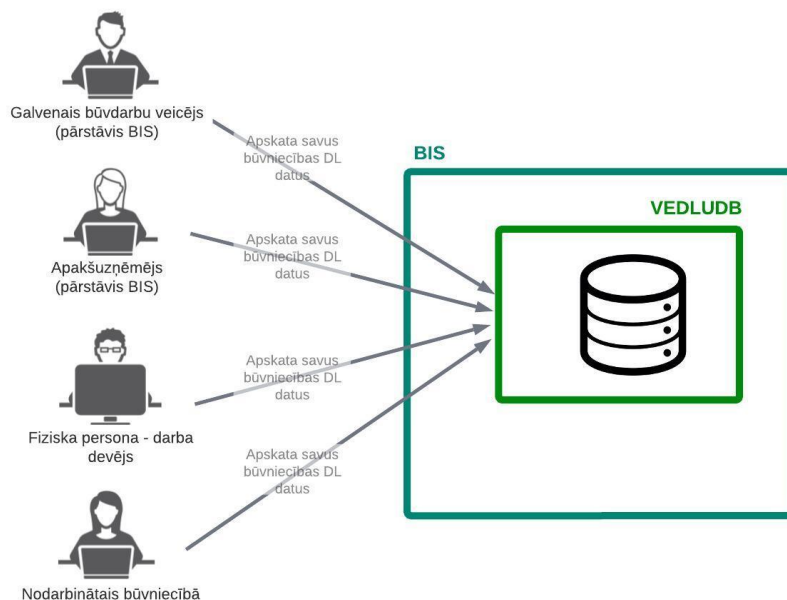 Galvenais būvdarbu veicējs
(pārstāvis BIS)
Apskata savus
būvniecības DL
datus
BIS
VEDLUDB
Apakšuzņēmējs
(pārstāvis BIS)
Apskata savus
būvniecības DL
datus
Fiziska persona - darba
devējs
Apskata savus
būvniecības DL
datus
Nodarbinātais būvniecībā
Apskata savus
būvniecības DL
datus